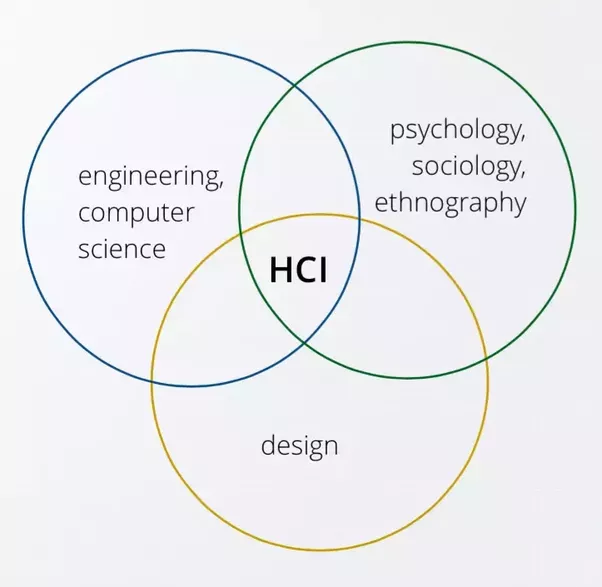 engineering,
computer
science
psychology,
sociology,
ethnography
HCI
design